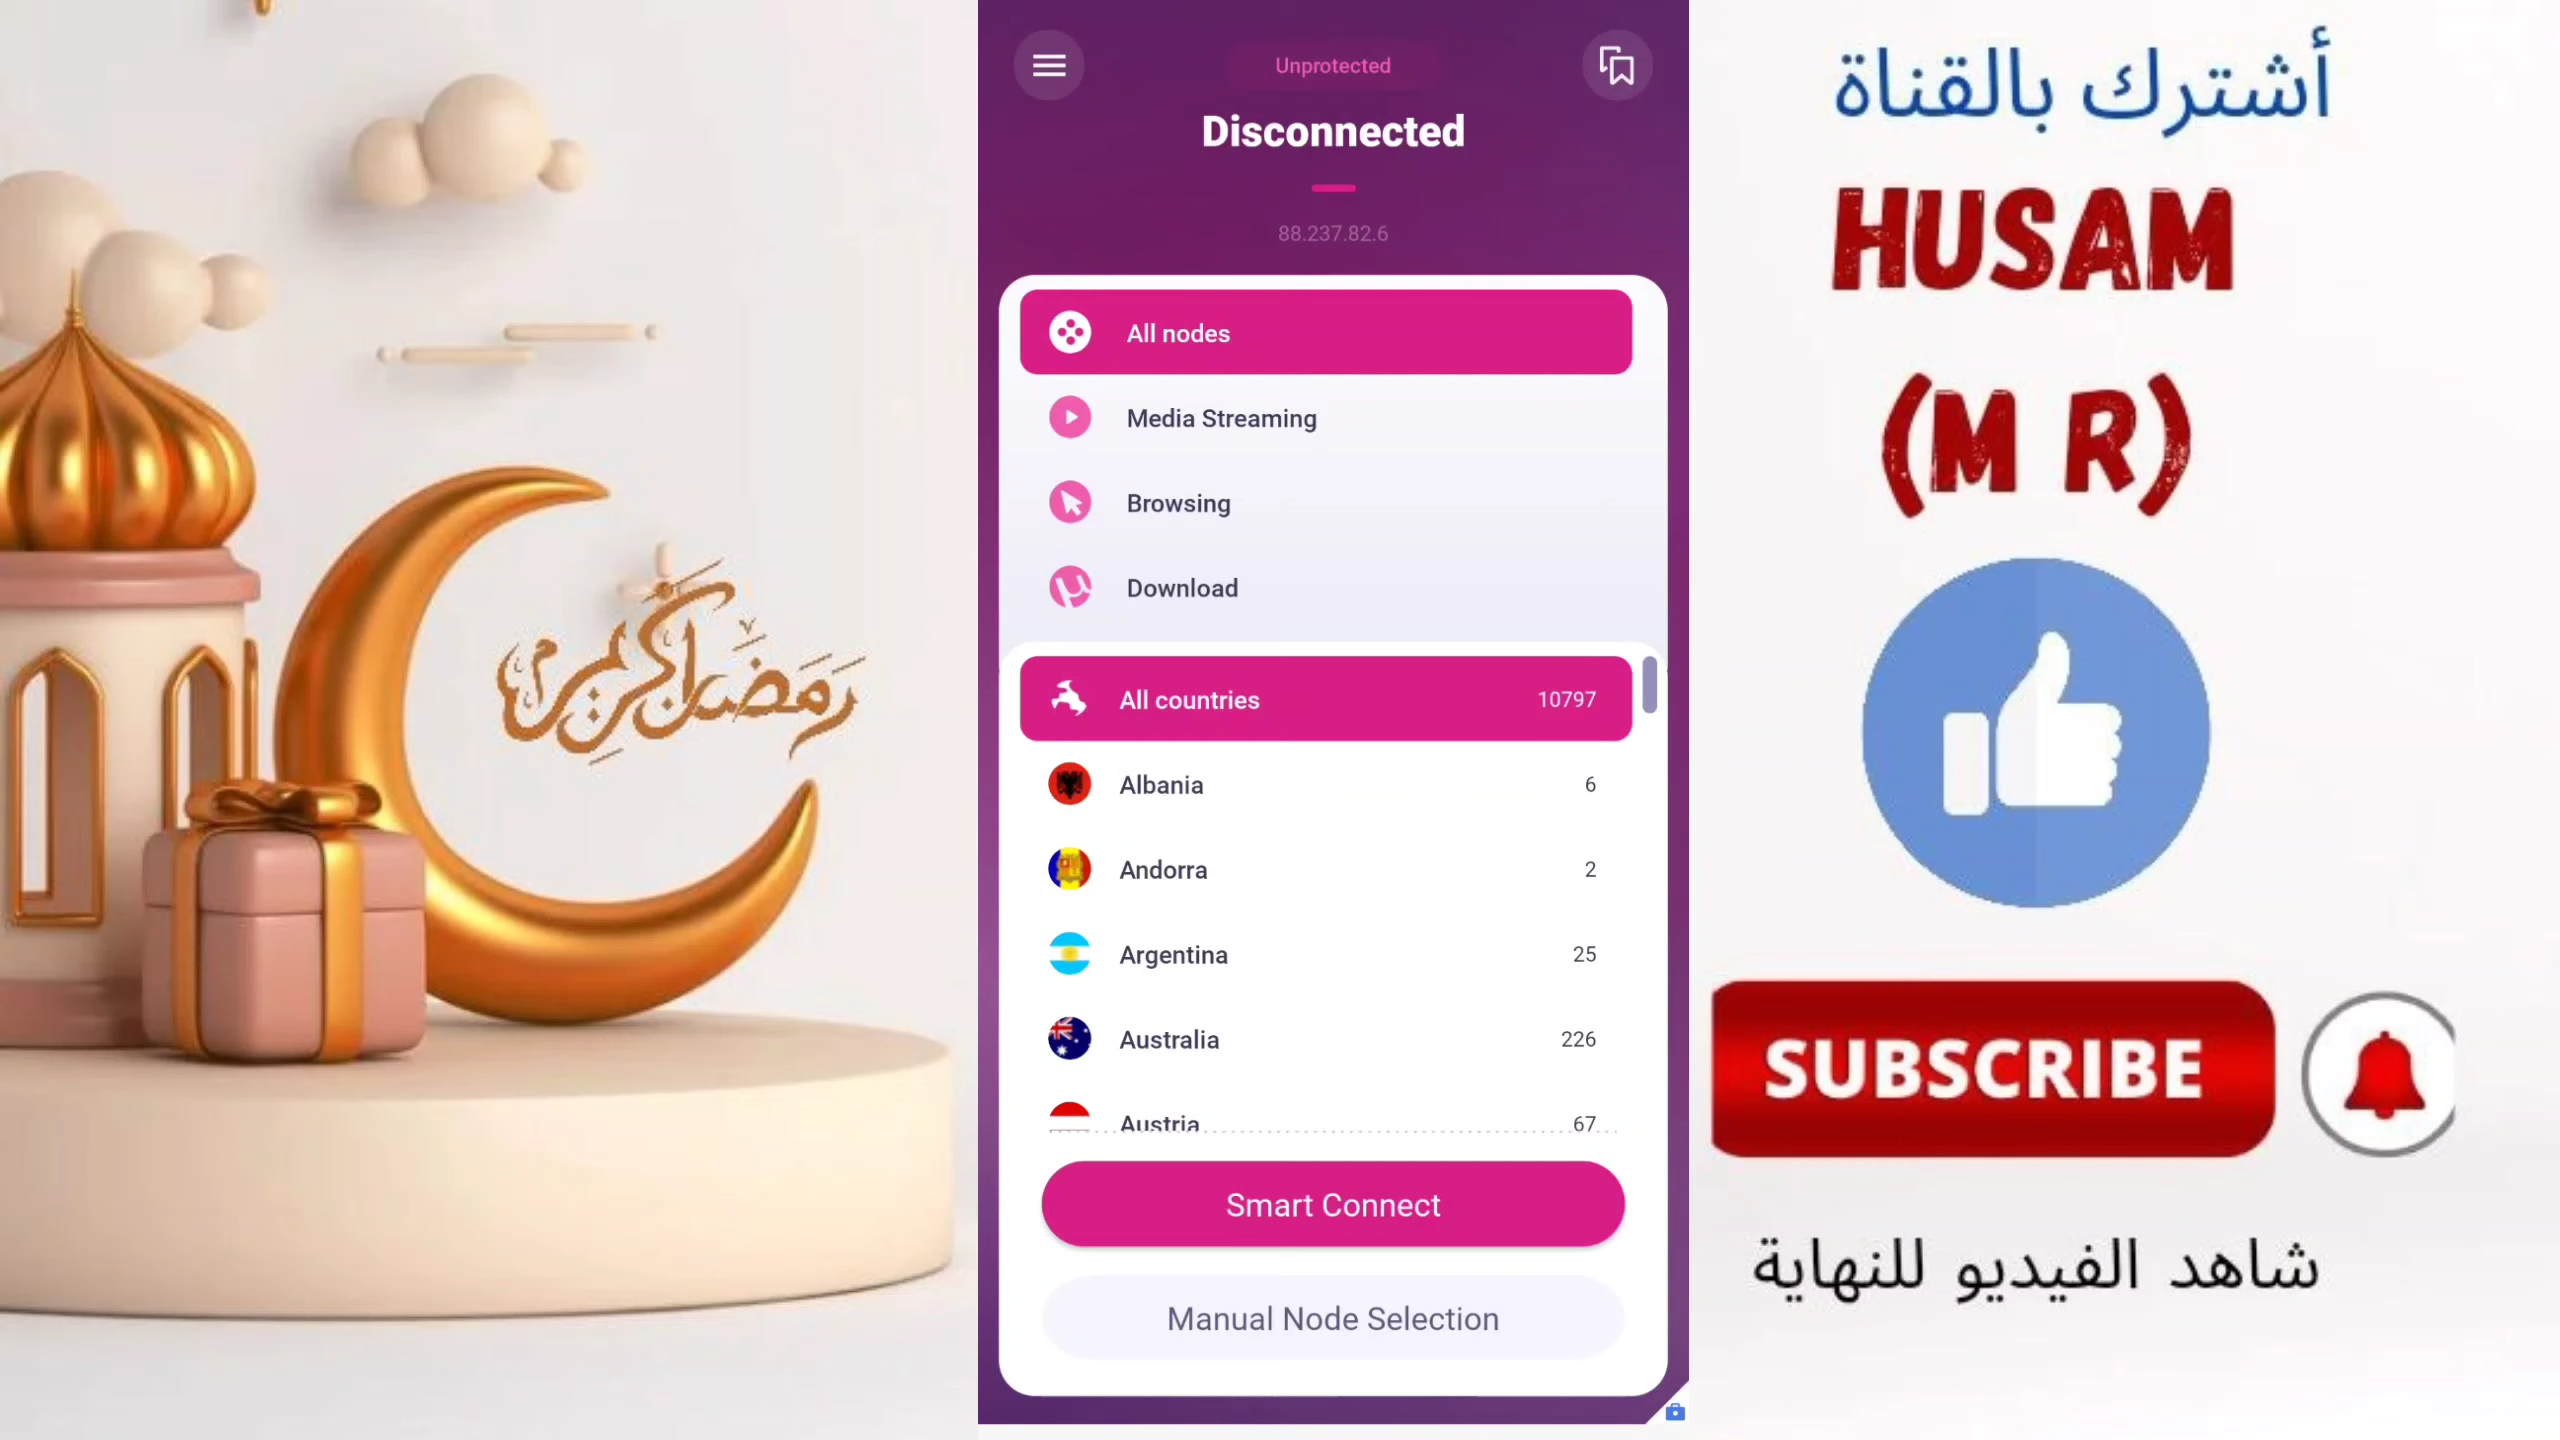 رمضان كريم
Unprotected
Disconnected
88.237.82.6
All nodes
Media Streaming
Browsing
Download
All countries 10797
Albania 6
Andorra 2
Argentina 25
Australia 226
Austria 67
Smart Connect
Manual Node Selection
أشترك بالقناة
HUSAM
(M R)
SUBSCRIBE
شاهد الفيديو للنهاية